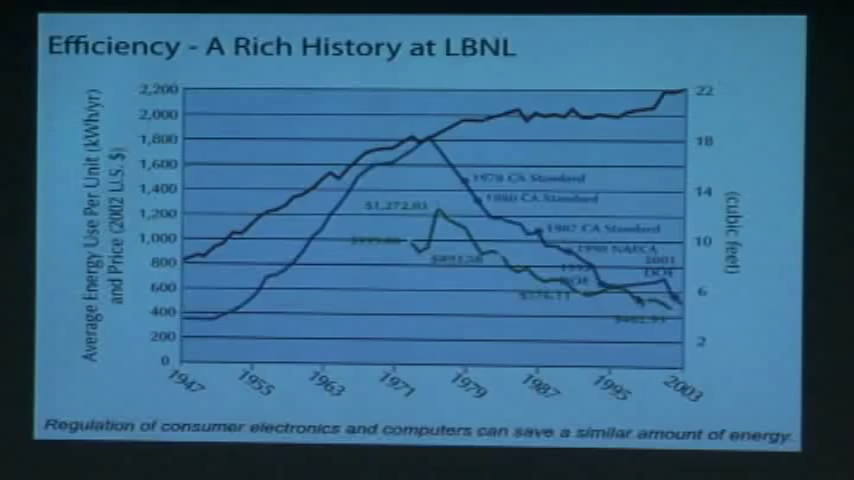 Efficiency - A Rich History at LBNL
Average Energy Use Per Unit (kWh/yr)
and Price (2002 U.S. $)
2,200
2,000
1,800
1,600
1,400
1,200
1,000
800
600
400
200
0
22
18
14
10
6
2
(cubic feet)
1947
1955
1963
1971
1979
1987
1995
2003
$1,272.03
1978 CA Standard
1980 CA Standard
1987 CA Standard
1990 NAECA
2001
DOE
Regulation of consumer electronics and computers can save a similar amount of energy.